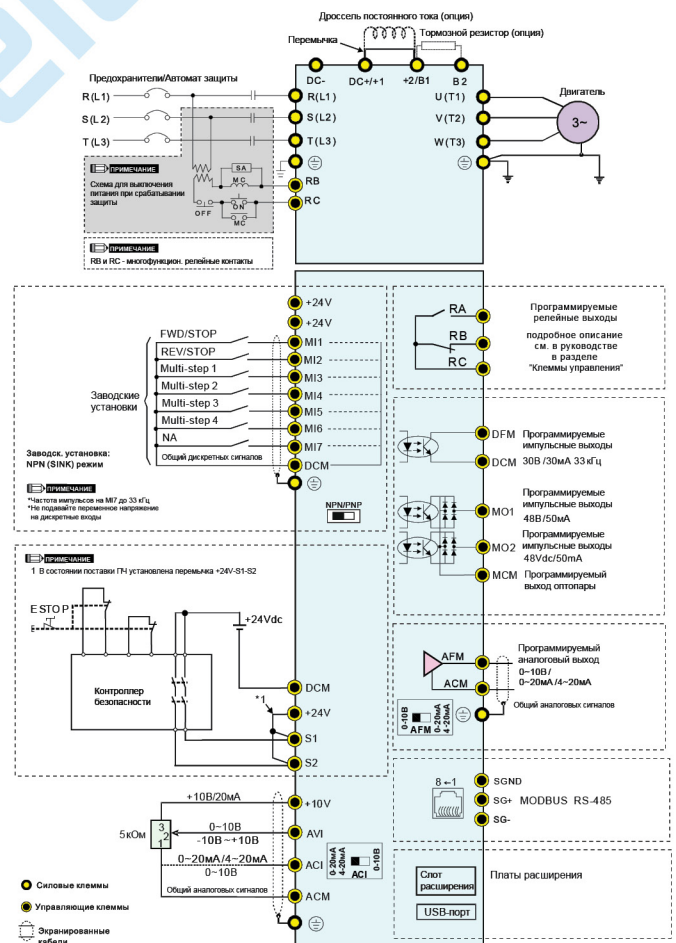 Дроссель постоянного тока (опция)
Перемычка
Тормозной резистор (опция)
DC-
DC+/+1
+2/B1
B2
Предохранители/Автомат защиты
Двигатель
R(L1)
R(L1)
U(T1)
S(L2)
S(L2)
V(T2)
3~
T(L3)
T(L3)
W(T3)
ПРИМЕЧАНИЕ
Схема для выключения
питания при срабатывании
защиты
SA
MC
RB
OFF
ON
MC
RC
ПРИМЕЧАНИЕ
RB и RC - многофункцион. релейные контакты
+24V
+24V
FWD/STOP
MI1
REV/STOP
MI2
Multi-step 1
MI3
Multi-step 2
MI4
Multi-step 3
MI5
Multi-step 4
MI6
NA
MI7
Общий дискретных сигналов
DCM
Заводские
установки
Заводск. установка:
NPN (SINK) режим
ПРИМЕЧАНИЕ
*Частота импульсов на MI7 до 33 кГц
*Не подавайте переменное напряжение
на дискретные входы
NPN/PNP
RA
RB
RC
Программируемые
релейные выходы
подробное описание
см. в руководстве
в разделе
"Клеммы управления"
DFM
Программируемые
импульсные выходы
DCM
30В /30мА 33 кГц
Программируемые
импульсные выходы
MO1
48В/50мА
Программируемые
MO2
импульсные выходы
48Vdc/50mA
MCM
Программируемый
выход оптопары
ПРИМЕЧАНИЕ
1 В состоянии поставки ПЧ установлена перемычка +24V-S1-S2
ESTOP
+24Vdc
Контроллер
безопасности
DCM
*1
+24V
S1
S2
AFM
ACM
Программируемый
аналоговый выход
0~10В/
0~20мА/4~20мА
Общий аналоговых сигналов
0-10В
AFM
0-20мА
4-20мА
8←1
SGND
SG+
MODBUS RS-485
SG-
+10В/20мА
+10V
5 кОм
3
2
1
0~10В
-10В~+10В
AVI
0~20мА/4~20мА
0~10В
ACI
0-20мА
4-20мА
ACI
0-10В
Общий аналоговых сигналов
ACM
Слот
расширения
Платы расширения
USB-порт
Силовые клеммы
Управляющие клеммы
Экранированные
кабели